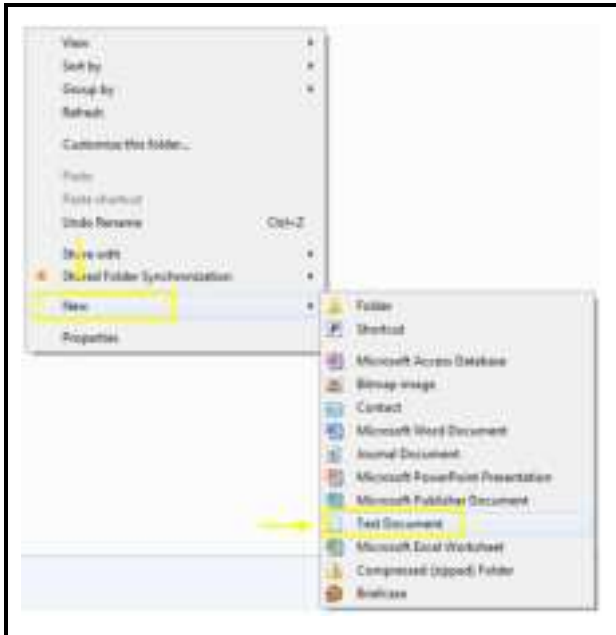 View
Sort by
Group by
Refresh
Customize this folder...
Paste
Paste shortcut
Undo Rename Ctrl+Z
Share with
Shared Folder Synchronization
New
Properties
Folder
Shortcut
Microsoft Access Database
Bitmap image
Contact
Microsoft Word Document
Journal Document
Microsoft PowerPoint Presentation
Microsoft Publisher Document
Text Document
Microsoft Excel Worksheet
Compressed (zipped) Folder
Briefcase